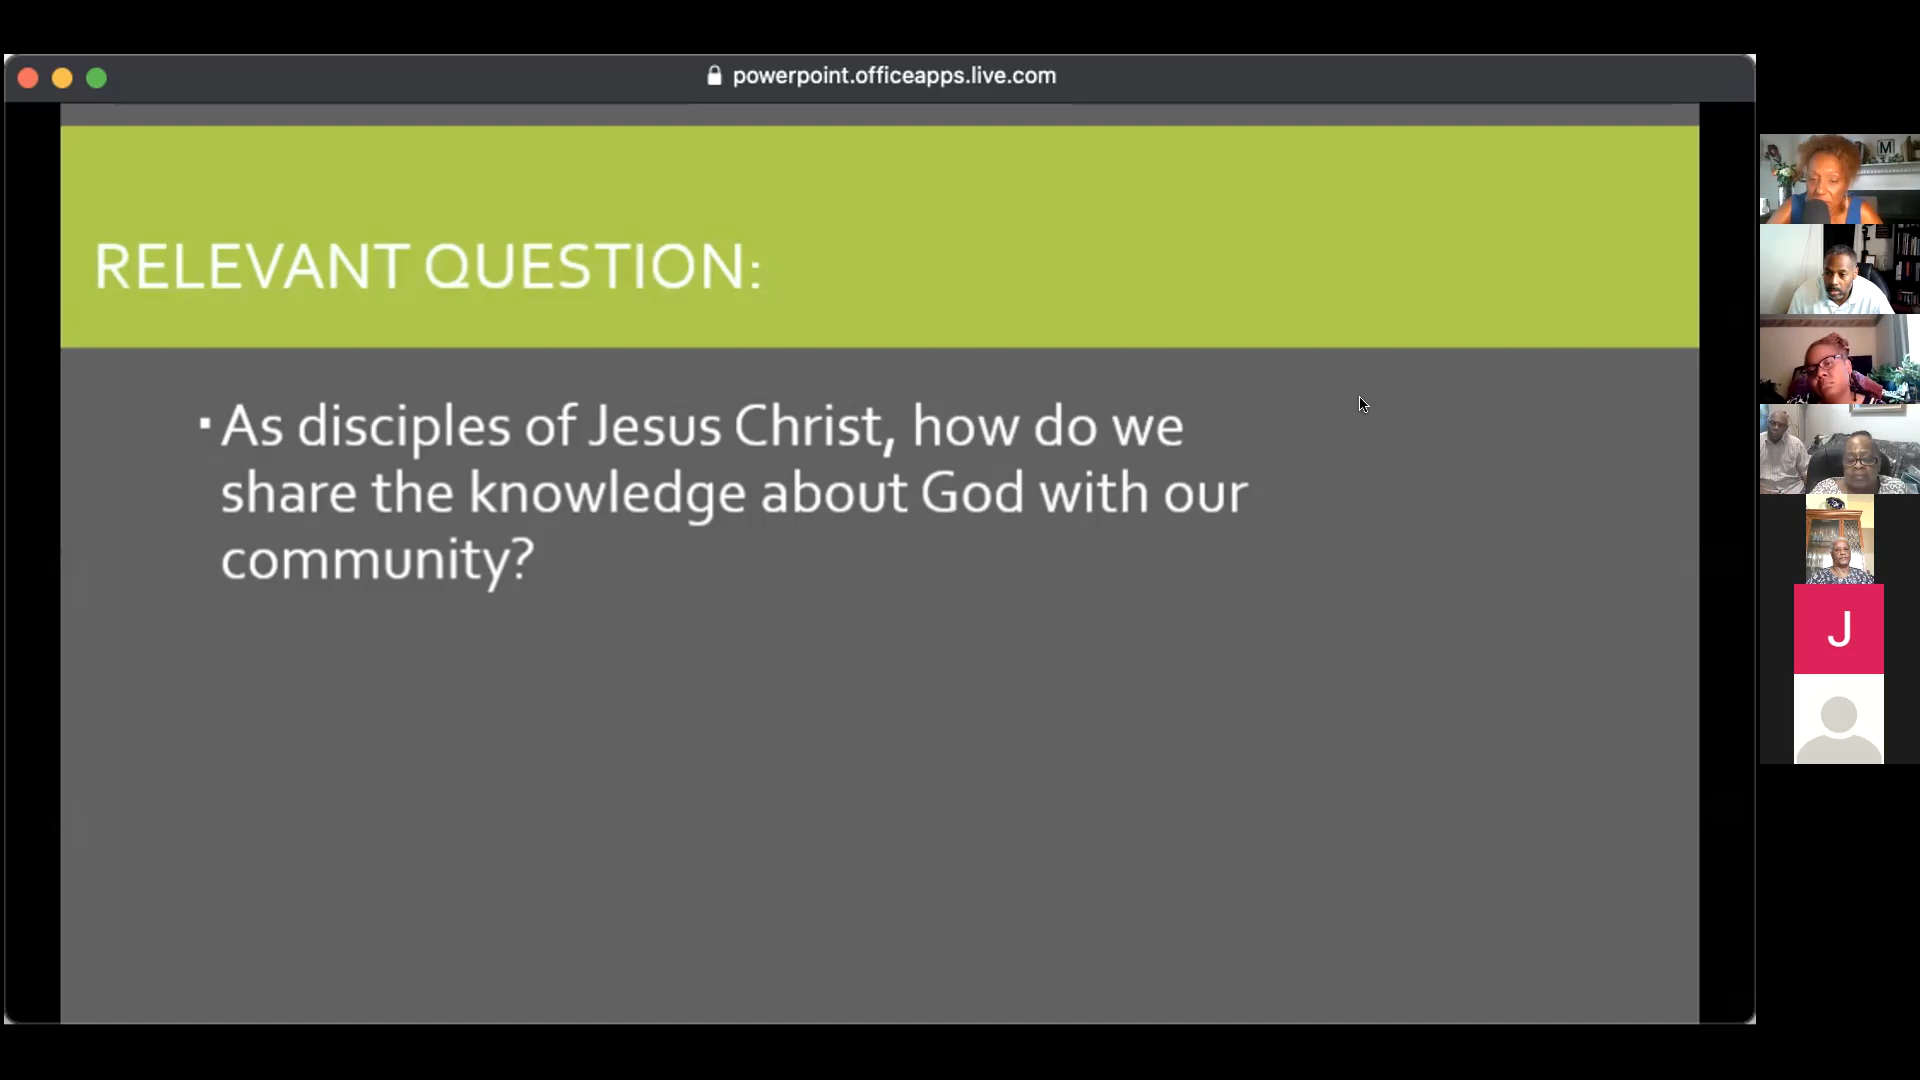 powerpoint.officeapps.live.com
RELEVANT QUESTION:
▪ As disciples of Jesus Christ, how do we
share the knowledge about God with our
community?
M
J